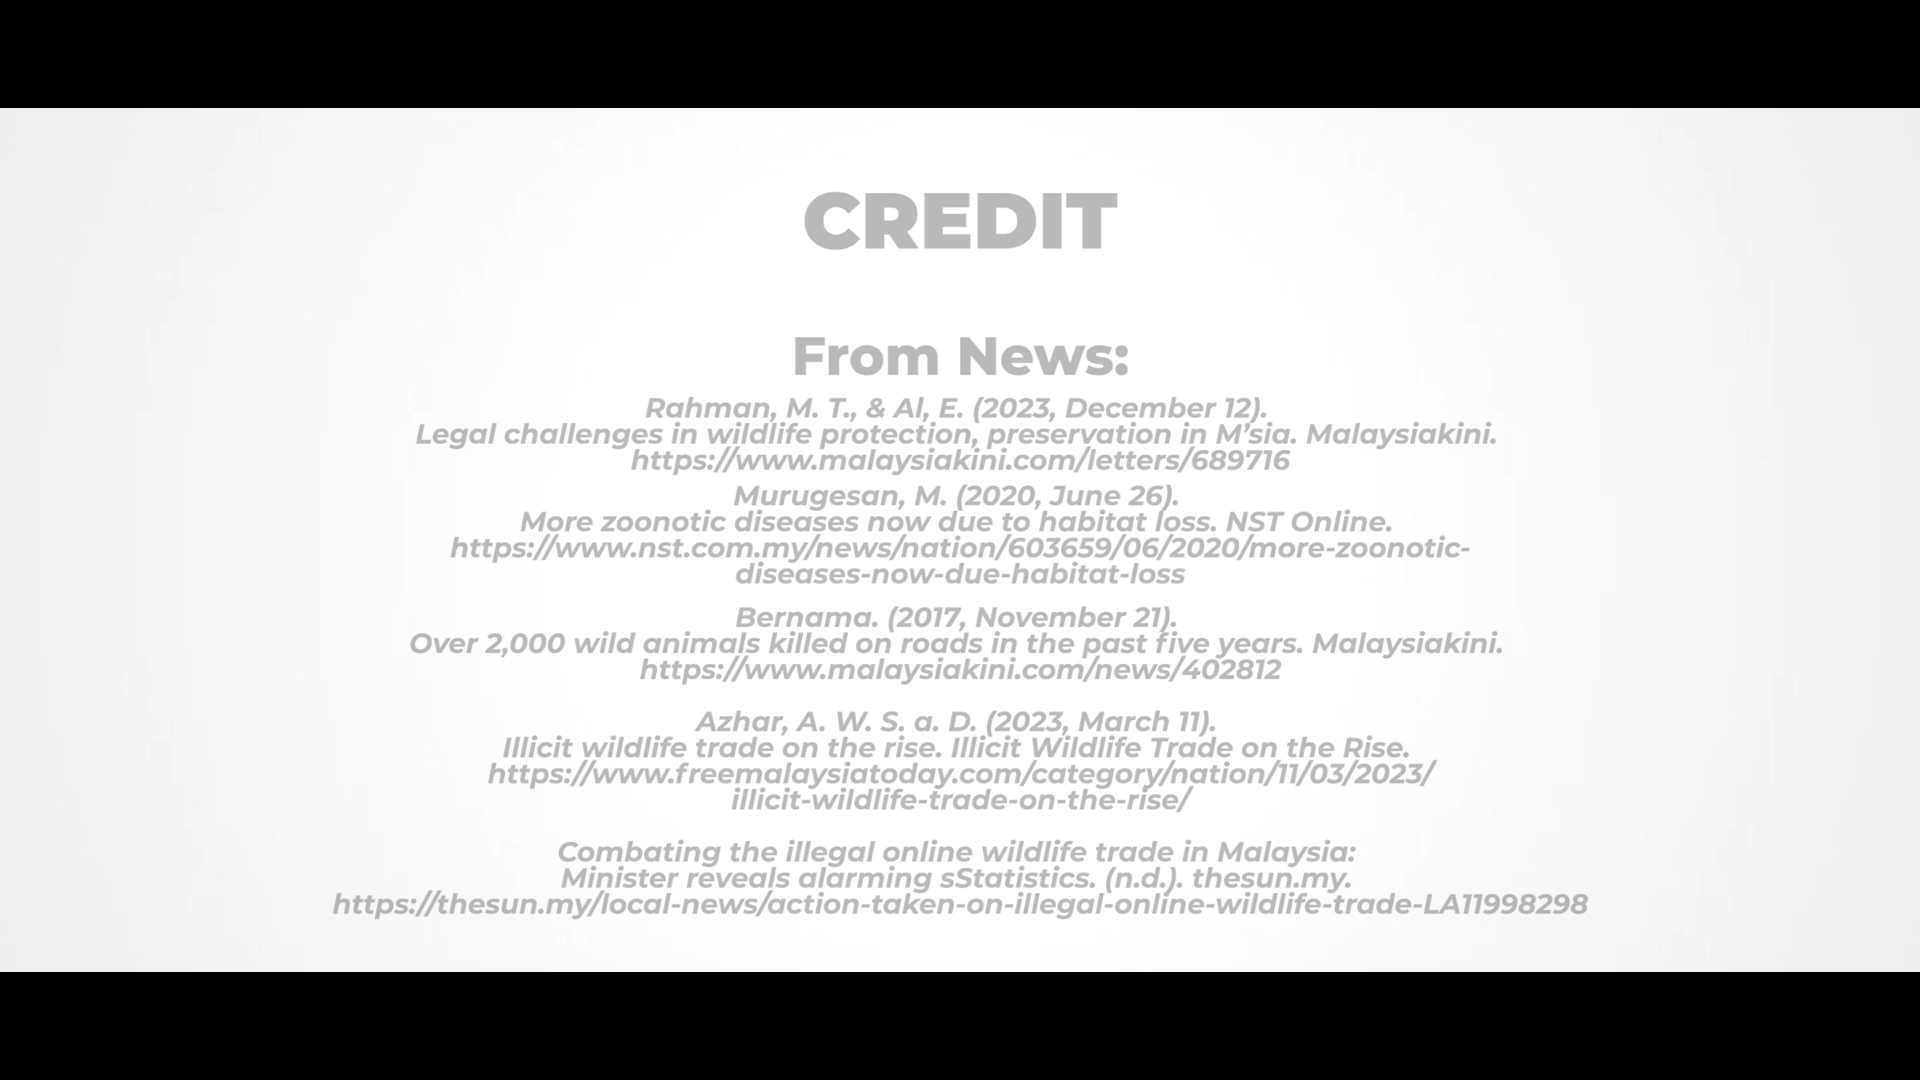 CREDIT
From News:
Rahman, M. T., & Al, E. (2023, December 12).
Legal challenges in wildlife protection, preservation in M’sia. Malaysiakini.
https://www.malaysiakini.com/letters/689716
Murugesan, M. (2020, June 26).
More zoonotic diseases now due to habitat loss. NST Online.
https://www.nst.com.my/news/nation/603659/06/2020/more-zoonotic-
diseases-now-due-habitat-loss
Bernama. (2017, November 21).
Over 2,000 wild animals killed on roads in the past five years. Malaysiakini.
https://www.malaysiakini.com/news/402812
Azhar, A. W. S. a. D. (2023, March 11).
Illicit wildlife trade on the rise. Illicit Wildlife Trade on the Rise.
https://www.freemalaysiatoday.com/category/nation/11/03/2023/
illicit-wildlife-trade-on-the-rise/
Combating the illegal online wildlife trade in Malaysia:
Minister reveals alarming sStatistics. (n.d.). thesun.my.
https://thesun.my/local-news/action-taken-on-illegal-online-wildlife-trade-LA11998298